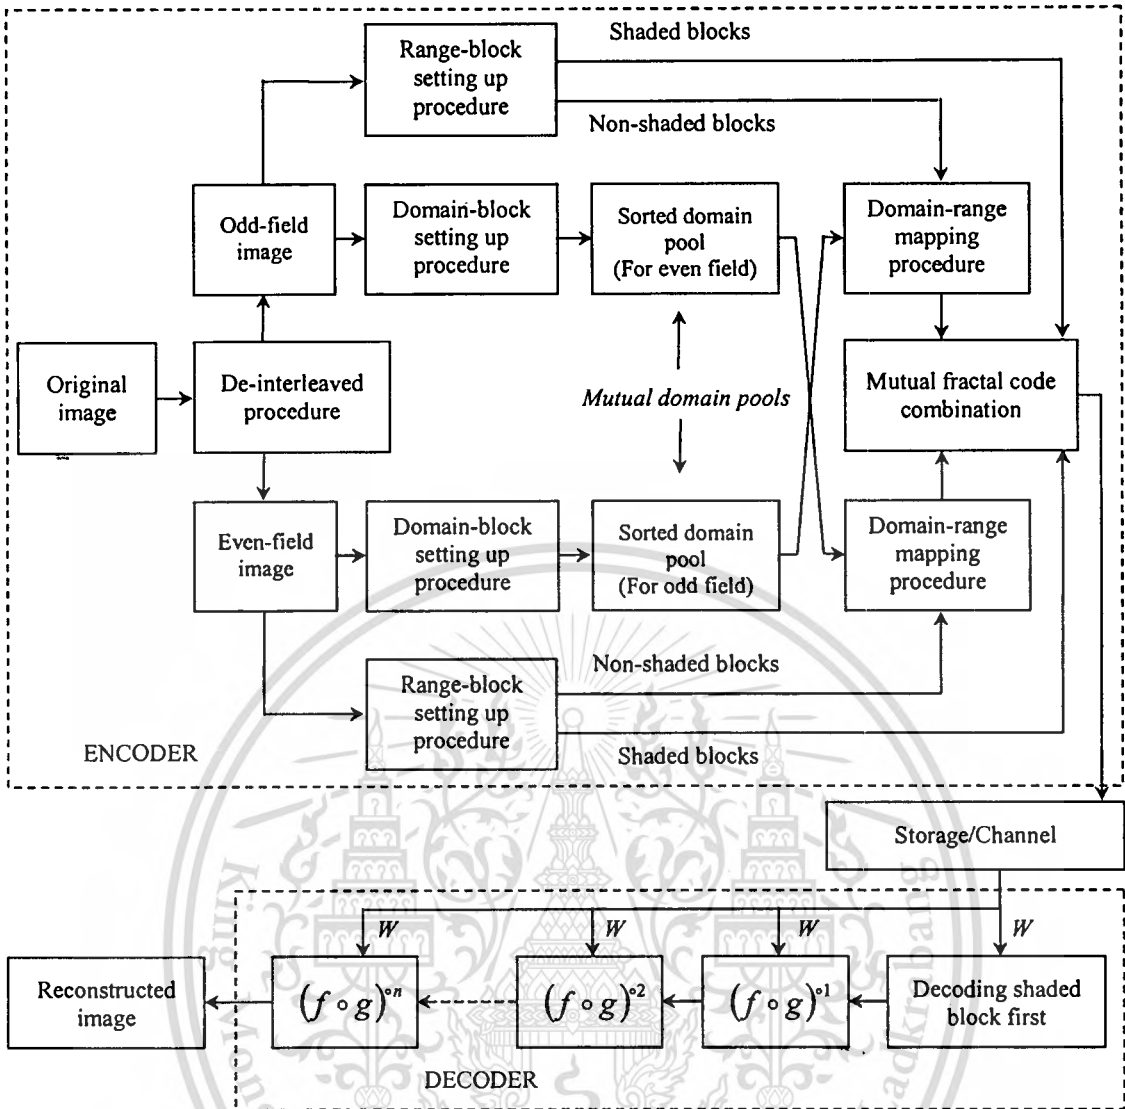 Shaded blocks
Range-block
setting up
procedure
Non-shaded blocks
Odd-field
image
Domain-block
setting up
procedure
Sorted domain
pool
(For even field)
Domain-range
mapping
procedure
Original
image
De-interleaved
procedure
Mutual domain pools
Mutual fractal code
combination
Even-field
image
Domain-block
setting up
procedure
Sorted domain
pool
(For odd field)
Domain-range
mapping
procedure
Non-shaded blocks
Range-block
setting up
procedure
Shaded blocks
ENCODER
Storage/Channel
W W W W
Reconstructed
image
(f ∘ g)^∘n
(f ∘ g)^∘2
(f ∘ g)^∘1
Decoding shaded
block first
DECODER